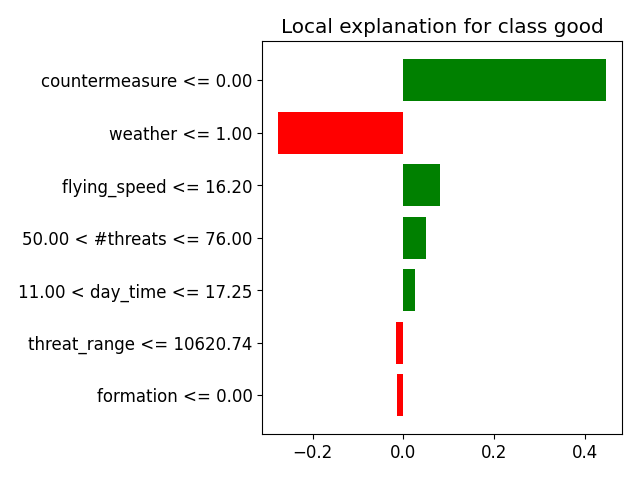 Local explanation for class good
countermeasure <= 0.00
weather <= 1.00
flying_speed <= 16.20
50.00 < #threats <= 76.00
11.00 < day_time <= 17.25
threat_range <= 10620.74
formation <= 0.00
−0.2 0.0 0.2 0.4